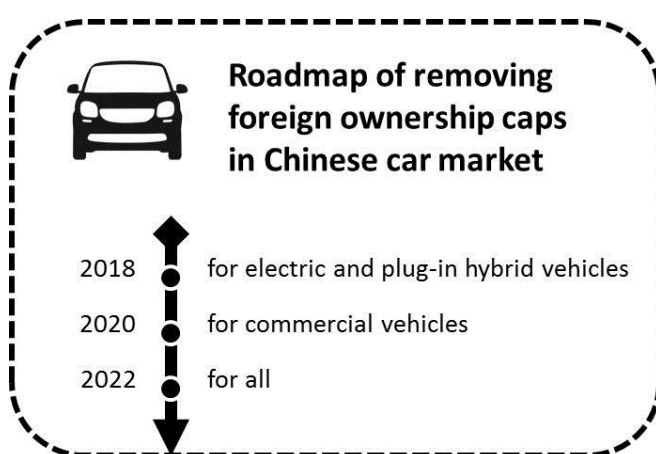 Roadmap of removing
foreign ownership caps
in Chinese car market
2018 for electric and plug-in hybrid vehicles
2020 for commercial vehicles
2022 for all